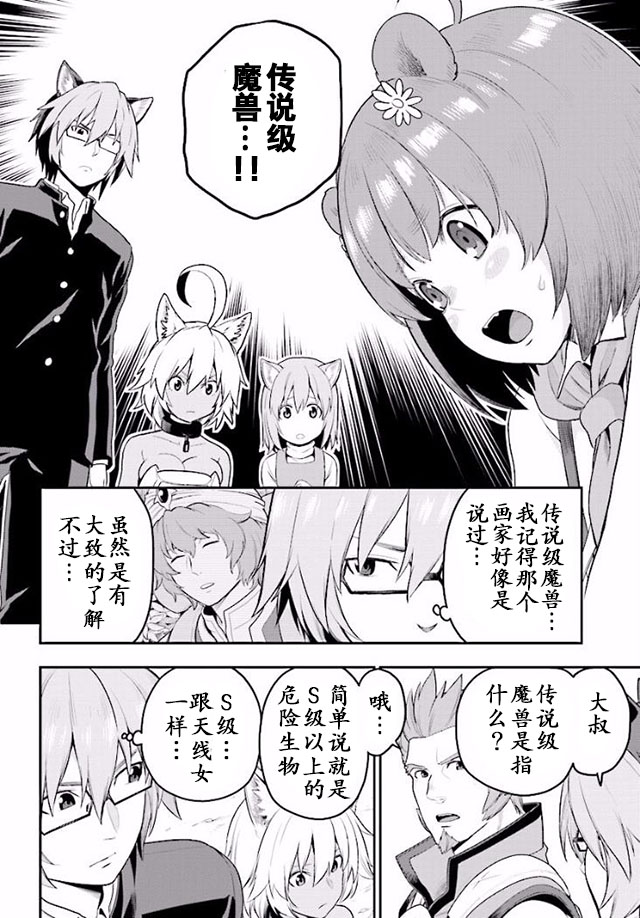 传说级
魔兽…!!
传说级魔兽…
我记得那个
画家好像是
说过…
虽然是有
大致的了解
不过…
大叔
传说级
魔兽是指
什么？
哦…
简单说就是
S级以上的
危险生物
S级…
跟天线女
一样…